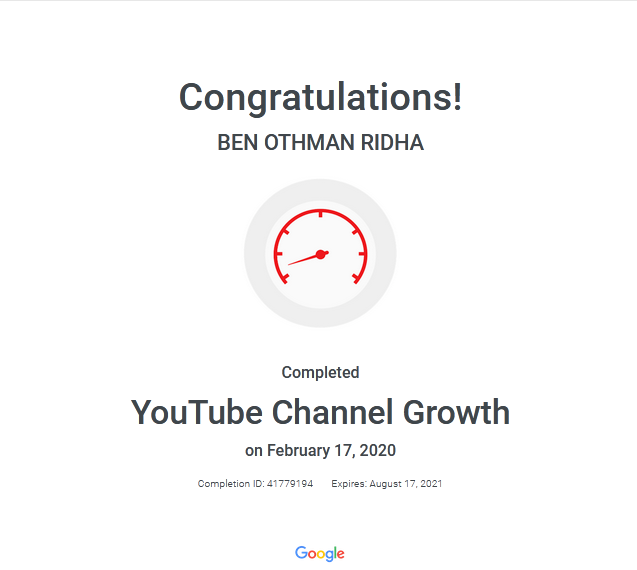 Congratulations!
BEN OTHMAN RIDHA
Completed
YouTube Channel Growth
on February 17, 2020
Completion ID: 41779194 Expires: August 17, 2021
Google